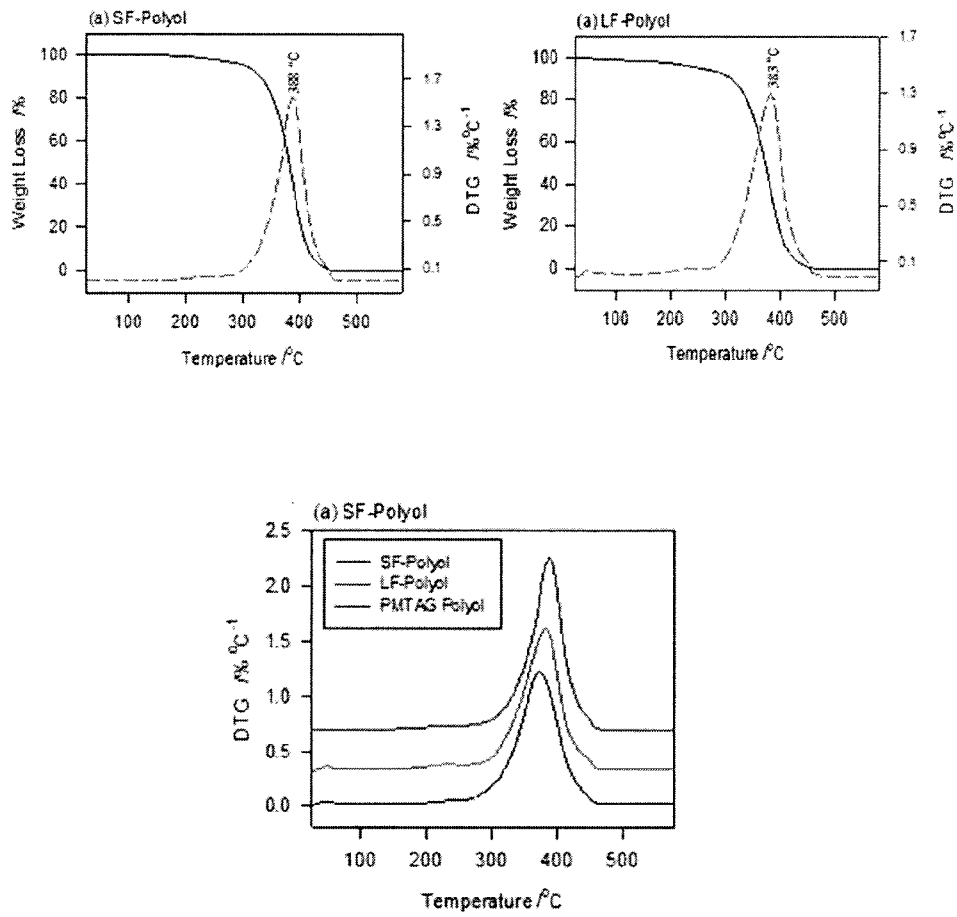 (a) SF-Polyol
Weight Loss /%
100
80
60
40
20
0
388 °C
1.7
1.3
0.9
0.5
0.1
DTG /%°C-1
100 200 300 400 500
Temperature /°C
(a) LF-Polyol
Weight Loss /%
100
80
60
40
20
0
383 °C
1.7
1.3
0.9
0.5
0.1
DTG /%°C-1
100 200 300 400 500
Temperature /°C
(a) SF-Polyol
DTG /%°C-1
2.5
2.0
1.5
1.0
0.5
0.0
SF-Polyol
LF-Polyol
PMTAG Polyol
100 200 300 400 500
Temperature /°C